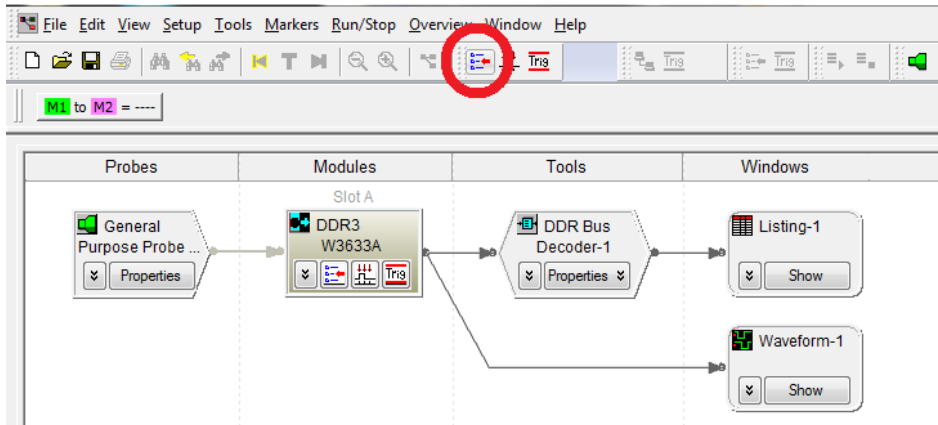 File Edit View Setup Tools Markers Run/Stop Overview Window Help
T Trig Trig Trig
M1 to M2 = ----
Probes Modules Tools Windows
Slot A
General
Purpose Probe ...
Properties
DDR3
W3633A
Trig
DDR Bus
Decoder-1
Properties
Listing-1
Show
Waveform-1
Show